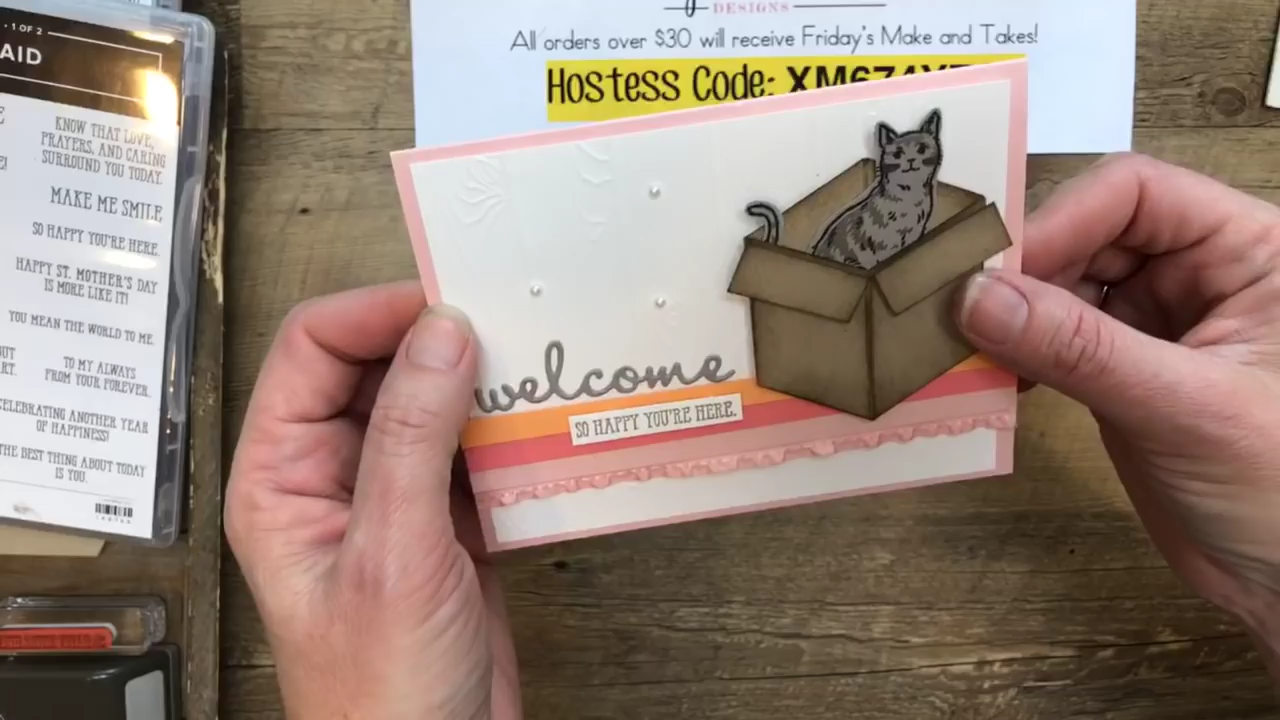 • 1 OF 2
AID
KNOW THAT LOVE,
PRAYERS, AND CARING
SURROUND YOU TODAY.
MAKE ME SMILE
SO HAPPY YOU'RE HERE.
HAPPY ST. MOTHER'S DAY
IS MORE LIKE IT!
YOU MEAN THE WORLD TO ME.
TO MY ALWAYS
FROM YOUR FOREVER.
CELEBRATING ANOTHER YEAR
OF HAPPINESS!
THE BEST THING ABOUT TODAY
IS YOU.
DESIGNS
All orders over $30 will receive Friday's Make and Takes!
Hostess Code:
welcome
SO HAPPY YOU'RE HERE.